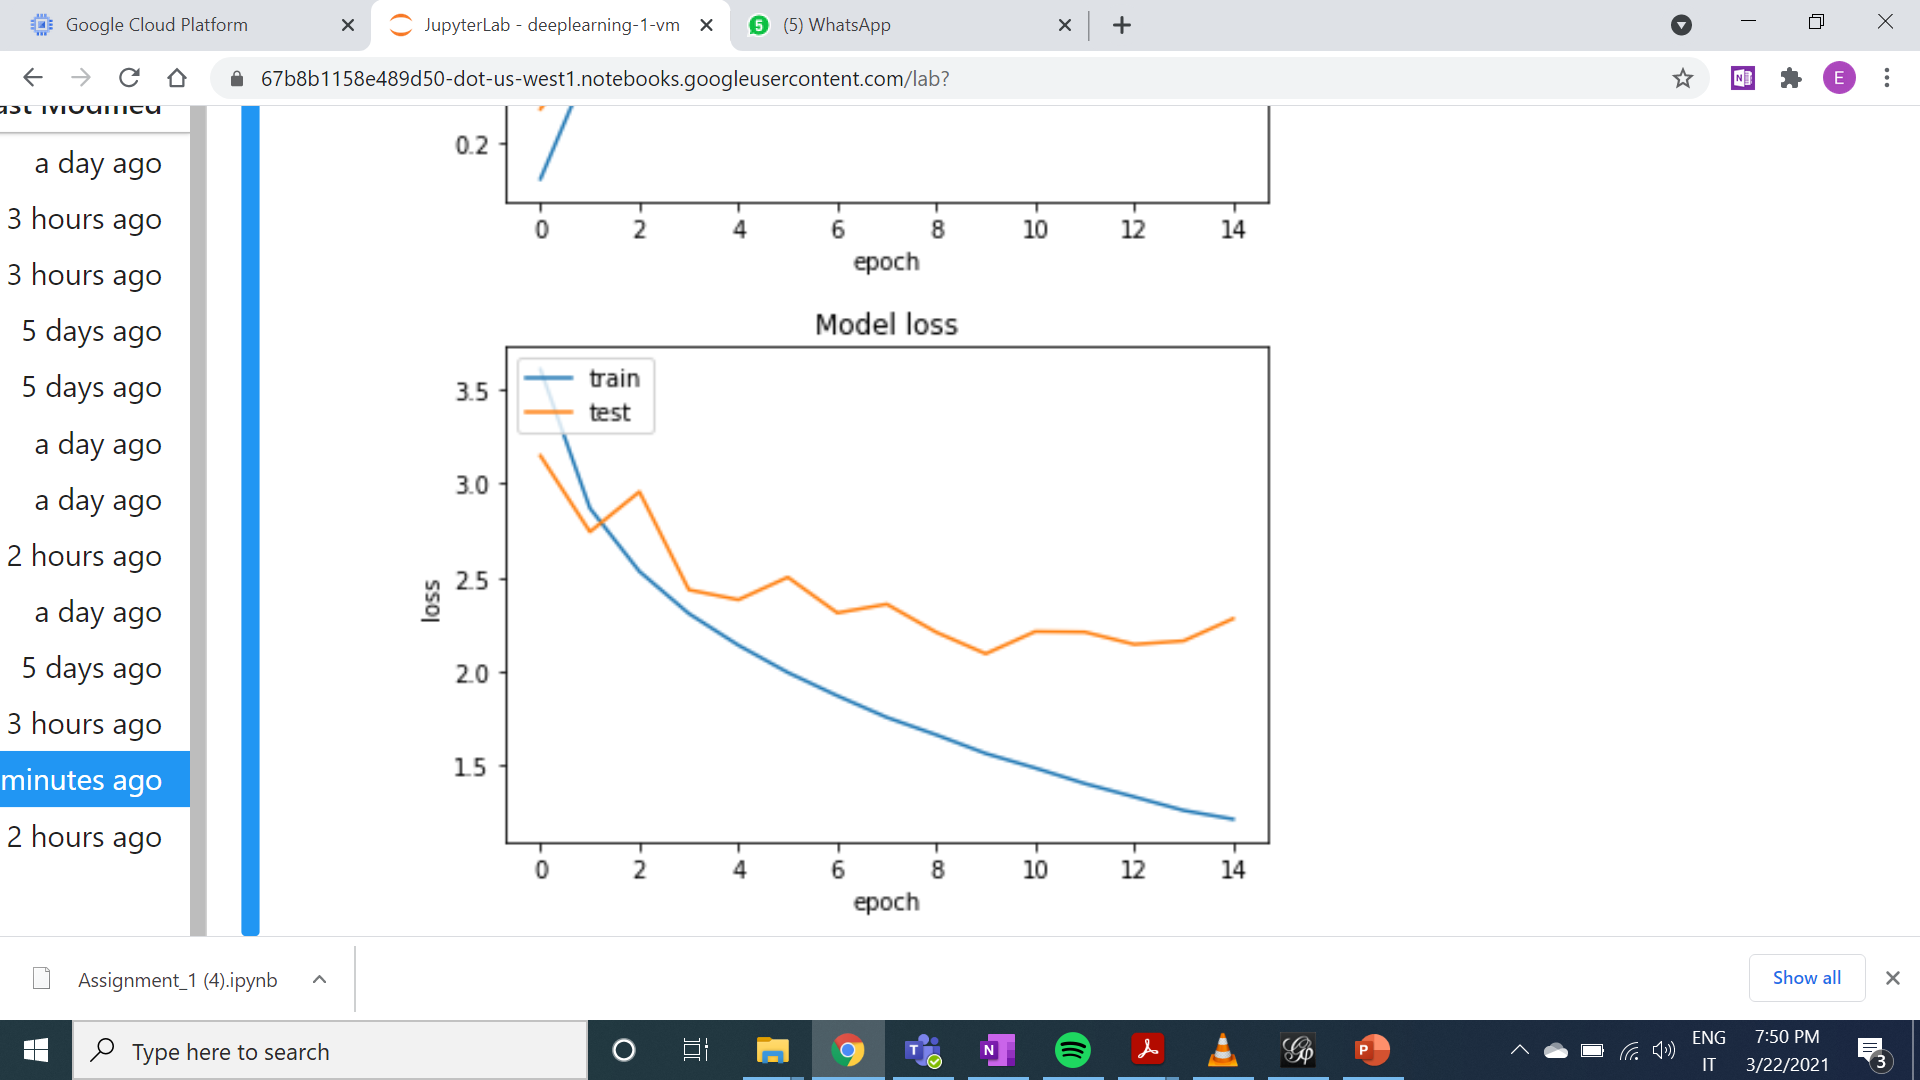 Google Cloud Platform
JupyterLab - deeplearning-1-vm
5
(5) WhatsApp
67b8b1158e489d50-dot-us-west1.notebooks.googleusercontent.com/lab?
N
E
ast Modified
a day ago
3 hours ago
3 hours ago
5 days ago
5 days ago
a day ago
a day ago
2 hours ago
a day ago
5 days ago
3 hours ago
minutes ago
2 hours ago
0.2
0 2 4 6 8 10 12 14
epoch
Model loss
train
test
3.5
3.0
2.5
2.0
1.5
loss
0 2 4 6 8 10 12 14
epoch
Assignment_1 (4).ipynb
Show all
Type here to search
T
N
P
ENG
IT
7:50 PM
3/22/2021
3